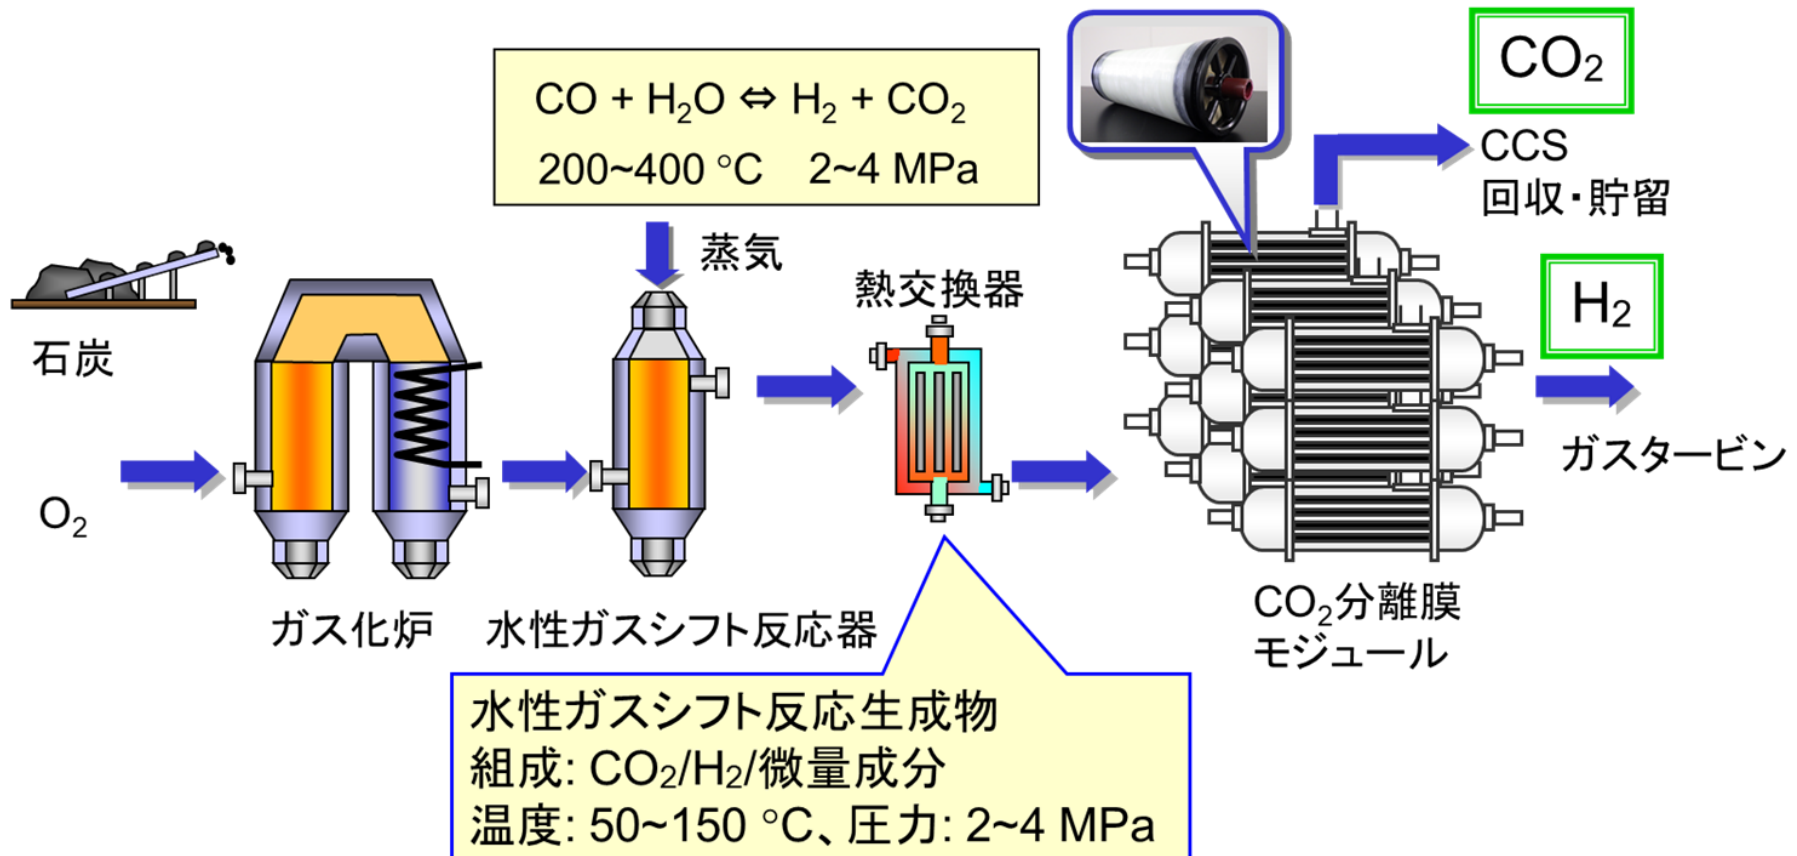 CO + H₂O ⇔ H₂ + CO₂
200~400 °C 2~4 MPa
CO₂
CCS
回収・貯留
蒸気
石炭
熱交換器
H₂
ガスタービン
O₂
ガス化炉
水性ガスシフト反応器
CO₂分離膜
モジュール
水性ガスシフト反応生成物
組成: CO₂/H₂/微量成分
温度: 50~150 °C、圧力: 2~4 MPa